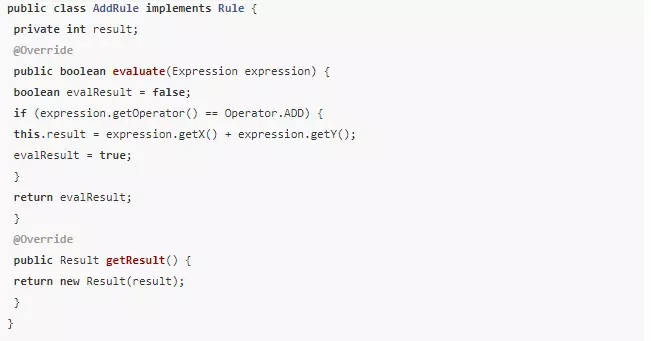 public class AddRule implements Rule {
private int result;
@Override
public boolean evaluate(Expression expression) {
boolean evalResult = false;
if (expression.getOperator() == Operator.ADD) {
this.result = expression.getX() + expression.getY();
evalResult = true;
}
return evalResult;
}
@Override
public Result getResult() {
return new Result(result);
}
}